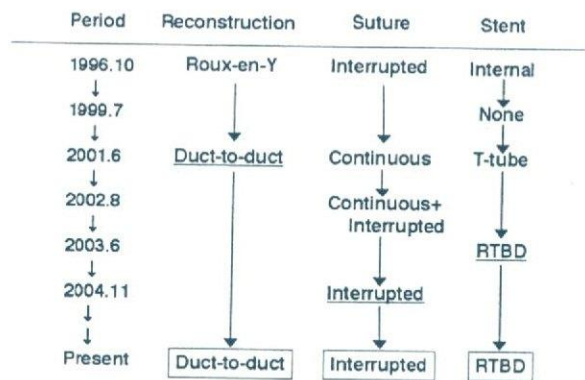 Period Reconstruction Suture Stent
1996.10 Roux-en-Y Interrupted Internal
1999.7 None
2001.6 Duct-to-duct Continuous T-tube
2002.8 Continuous+
Interrupted
2003.6 RTBD
2004.11 Interrupted
Present Duct-to-duct Interrupted RTBD